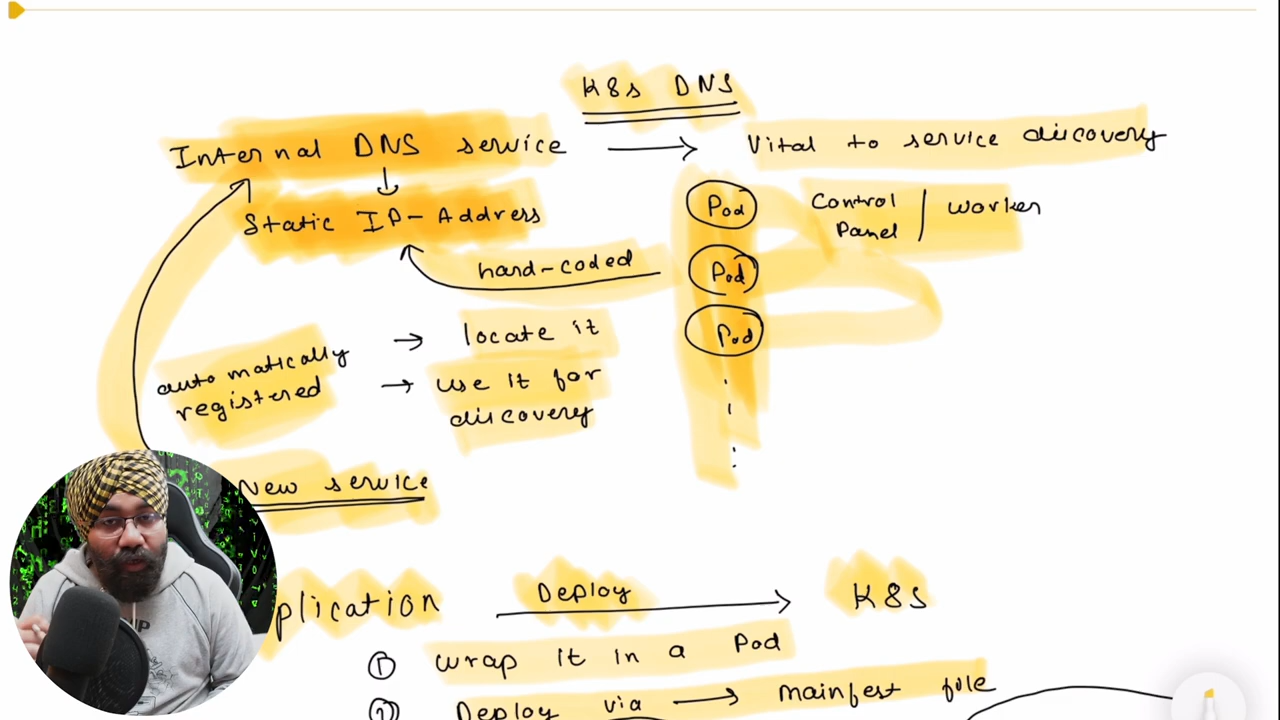 K8s DNS
Internal DNS service → Vital to service discovery
↓
Static IP-Address
Pod
Control Panel / Worker
hard-coded
Pod
Pod
automatically registered
→ locate it
→ use it for discovery
New service
plication Deploy → K8s
① Wrap it in a Pod
② Deploy via → mainfest file